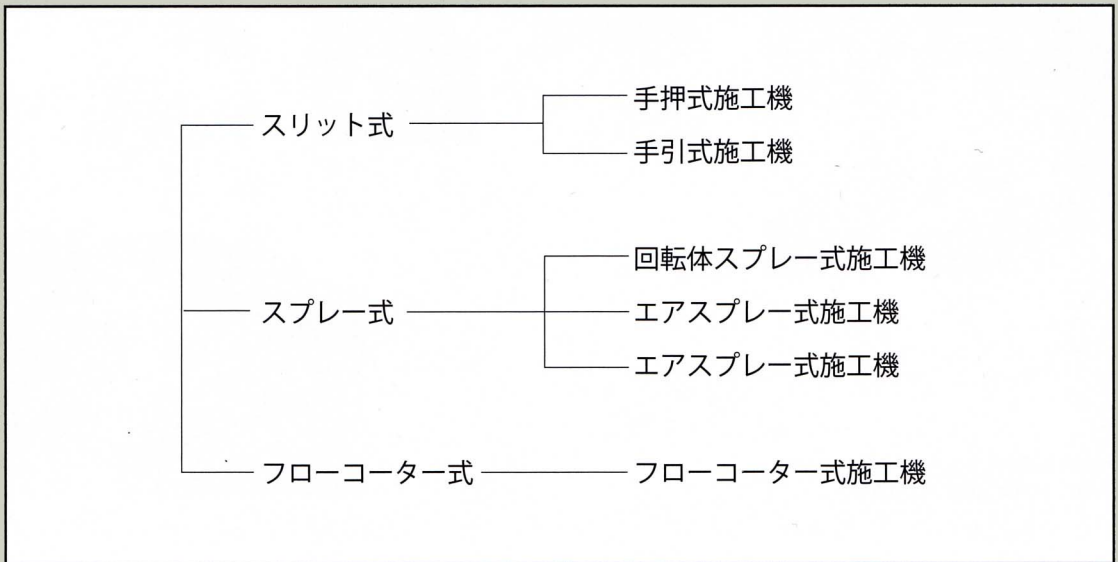 スリット式
手押式施工機
手引式施工機
スプレー式
回転体スプレー式施工機
エアスプレー式施工機
エアスプレー式施工機
フローコーター式
フローコーター式施工機